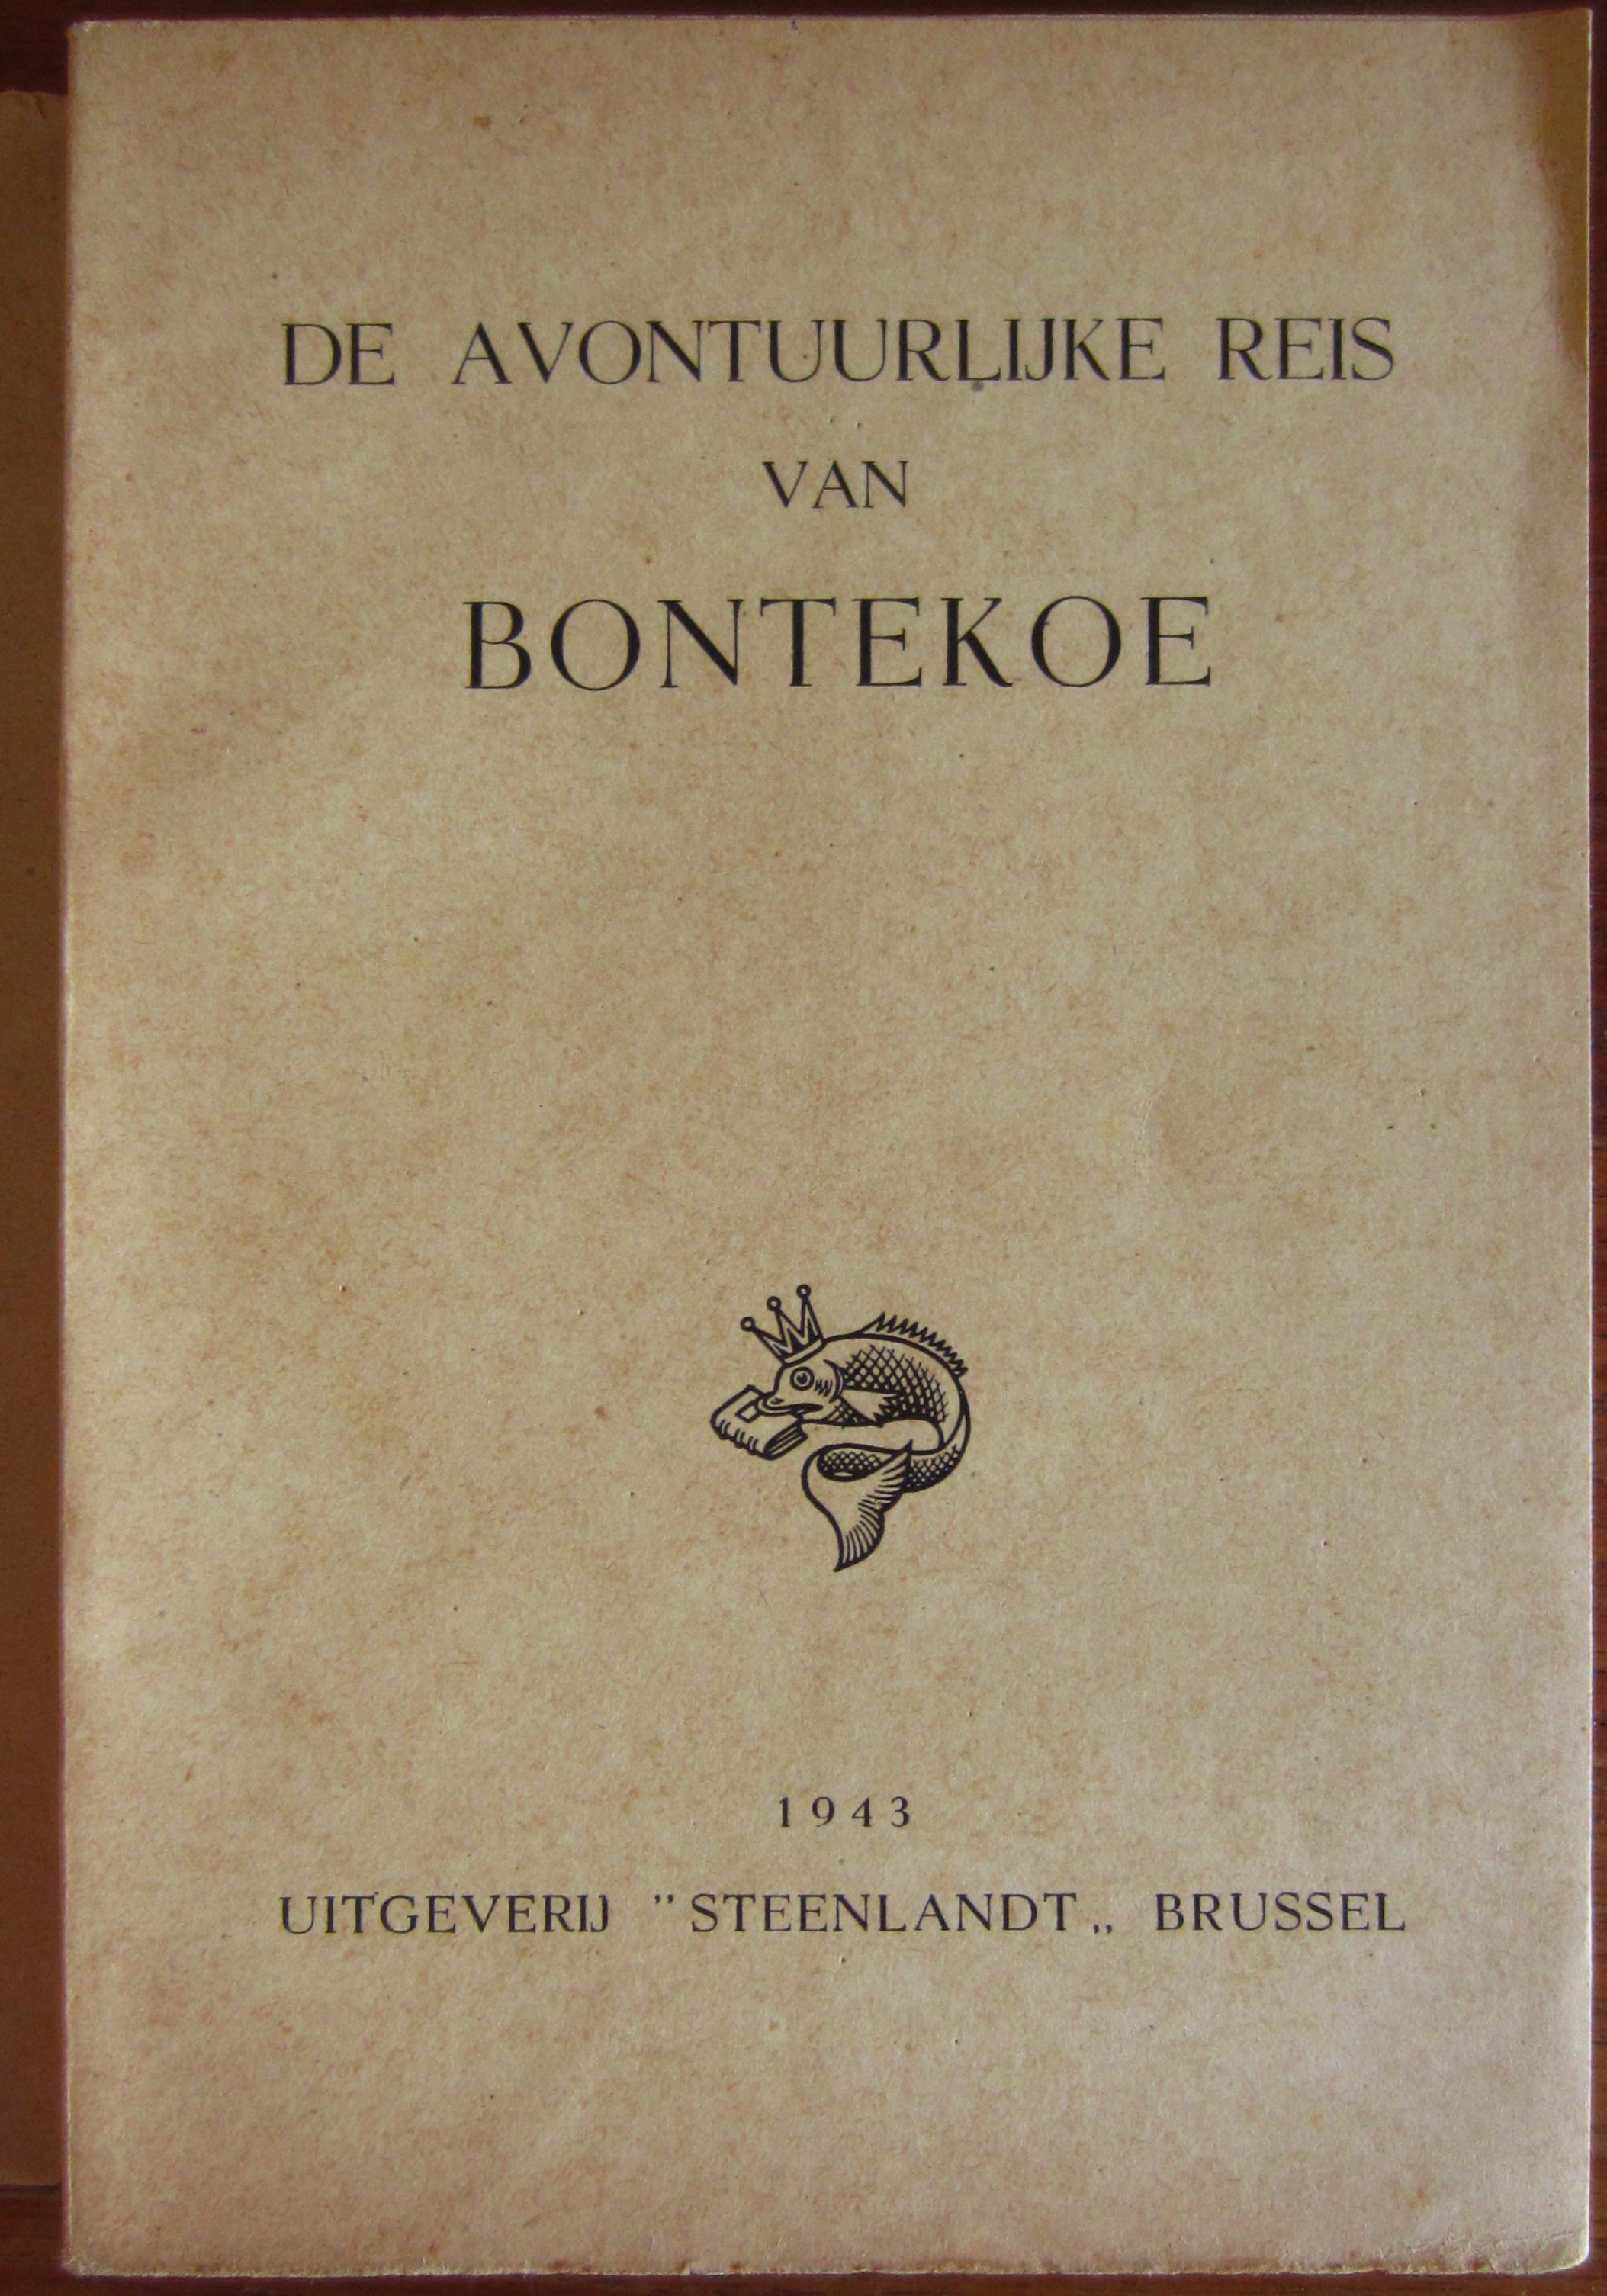 DE AVONTUURLIJKE REIS
VAN
BONTEKOE
1943
UITGEVERIJ "STEENLANDT„ BRUSSEL